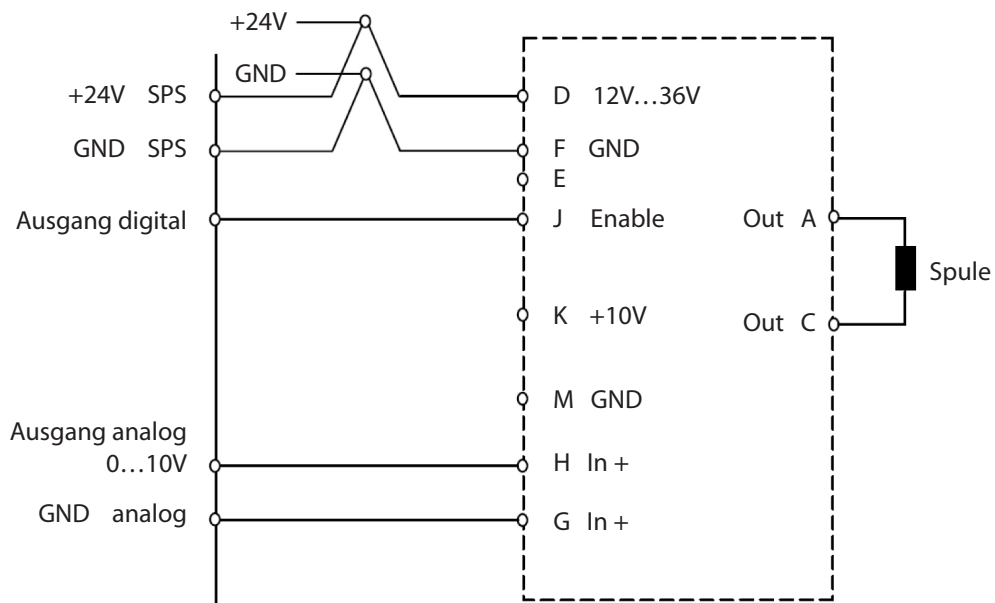 +24V
GND
+24V SPS
GND SPS
Ausgang digital
Ausgang analog
0…10V
GND analog
D 12V…36V
F GND
E
J Enable
K +10V
M GND
H In +
G In +
Out A
Out C
Spule